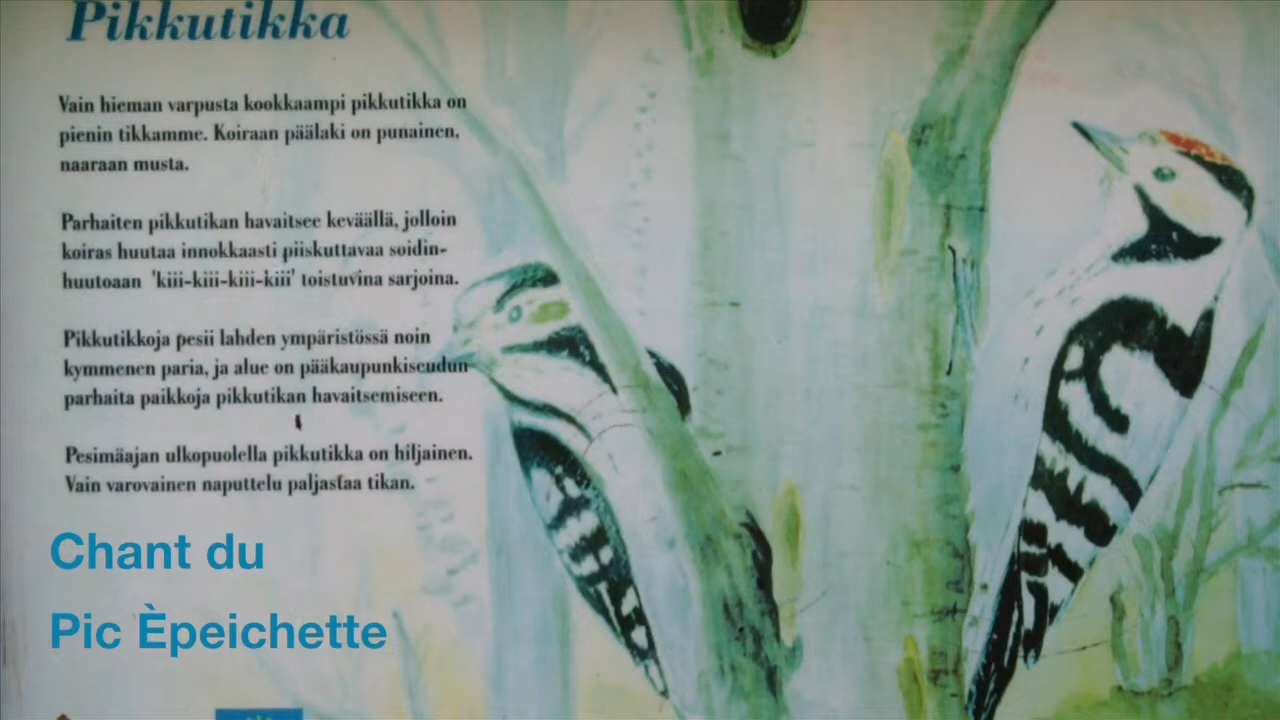 Pikkutikka
Vain hieman varpusta kookkaampi pikkutikka on
pienin tikkamme. Koiraan päälaki on punainen,
naaraan musta.
Parhaiten pikkutikan havaitsee keväällä, jolloin
koiras huutaa innokkaasti piiskuttavaa soidin-
huutoaan 'kiii-kiii-kiii-kiii' toistuvina sarjoina.
Pikkutikkoja pesii lahden ympäristössä noin
kymmenen paria, ja alue on pääkaupunkiseudun
parhaita paikkoja pikkutikan havaitsemiseen.
Pesimäajan ulkopuolella pikkutikka on hiljainen.
Vain varovainen naputtelu paljastaa tikan.
Chant du
Pic Èpeichette